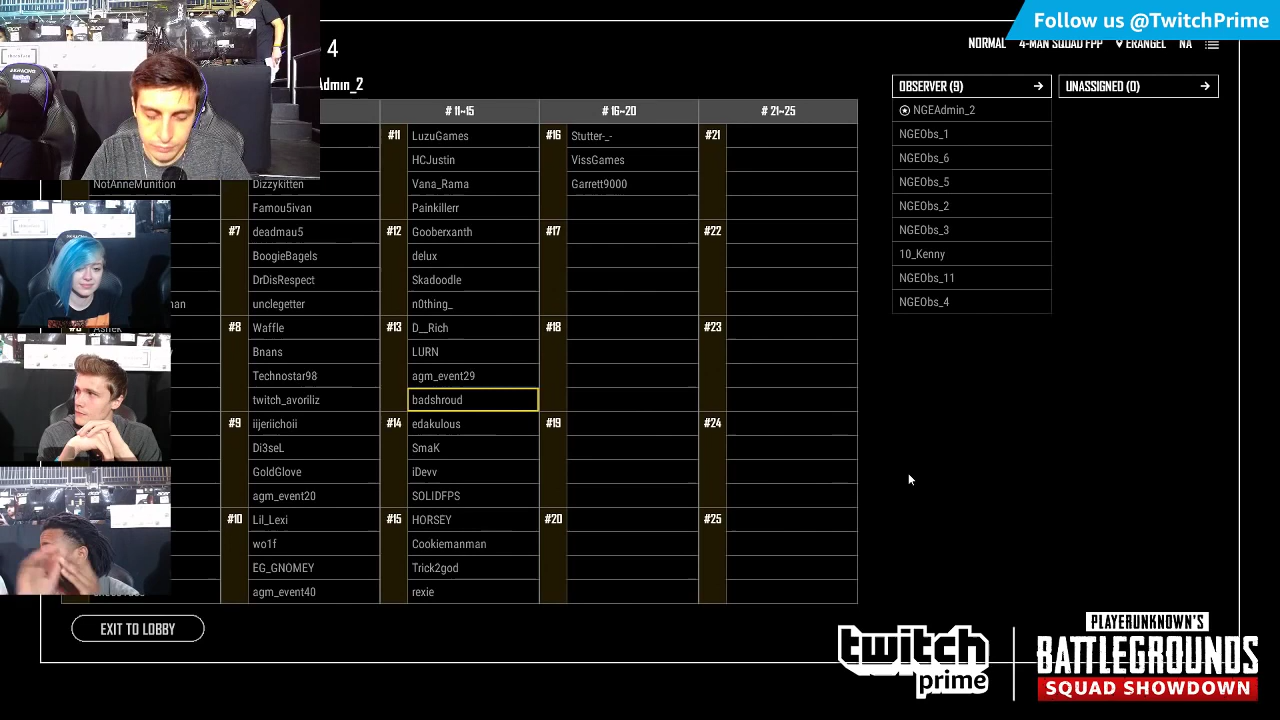 Follow us @TwitchPrime
4
NORMAL 4-MAN SQUAD FPP ERANGEL NA
Admin_2
OBSERVER (9)
UNASSIGNED (0)
# 11~15
# 16~20
# 21~25
NotAnneMunition
Dizzykitten
Famou5ivan
#7 deadmau5
BoogieBagels
DrDisRespect
unclegetter
#8 Waffle
Bnans
Technostar98
twitch_avoriliz
#9 iijeriichoii
Di3seL
GoldGlove
agm_event20
#10 Lil_Lexi
wo1f
EG_GNOMEY
agm_event40
#11 LuzuGames
HCJustin
Vana_Rama
Painkillerr
#12 Gooberxanth
delux
Skadoodle
n0thing_
#13 D__Rich
LURN
agm_event29
badshroud
#14 edakulous
SmaK
iDevv
SOLIDFPS
#15 HORSEY
Cookiemanman
Trick2god
rexie
#16 Stutter-_-
VissGames
Garrett9000
#17
#18
#19
#20
#21
#22
#23
#24
#25
NGEAdmin_2
NGEObs_1
NGEObs_6
NGEObs_5
NGEObs_2
NGEObs_3
10_Kenny
NGEObs_11
NGEObs_4
EXIT TO LOBBY
twitch
prime
PLAYERUNKNOWN'S
BATTLEGROUNDS
SQUAD SHOWDOWN